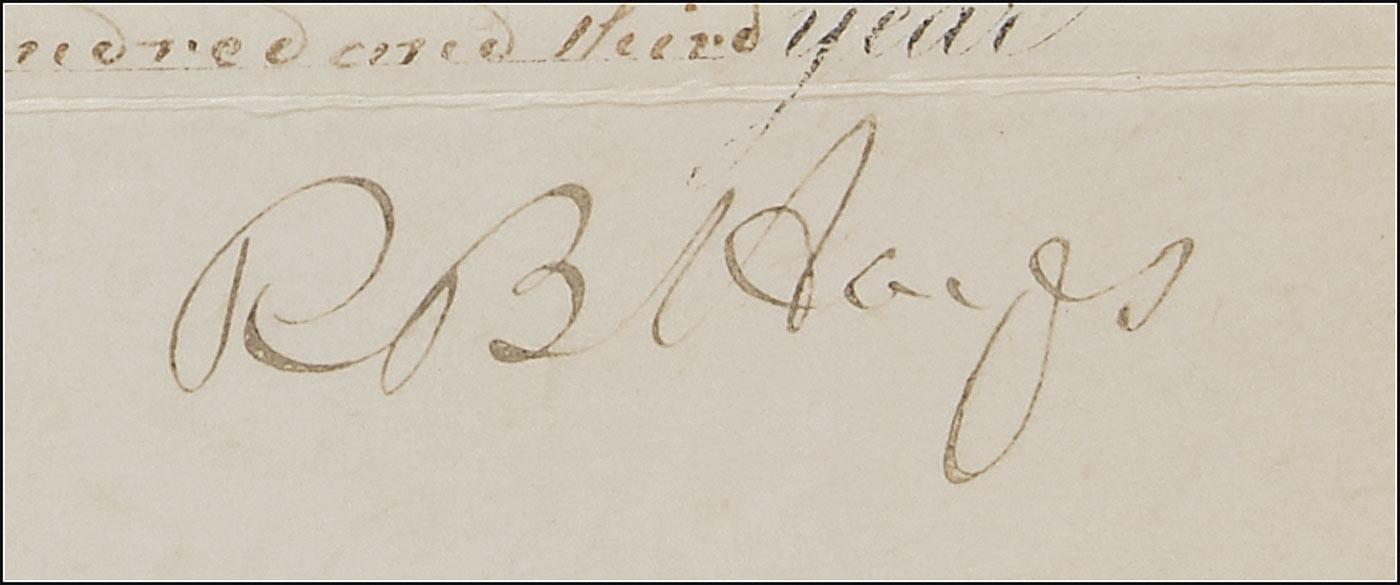 ndred and third year
R B Hayes